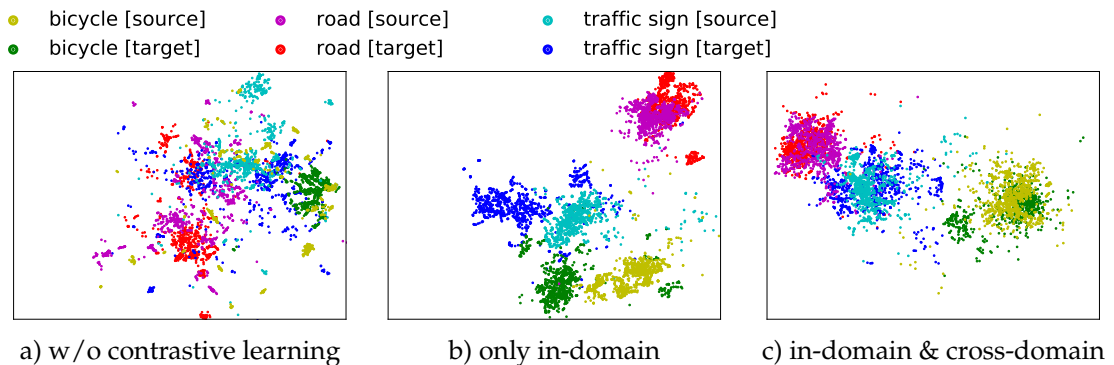 bicycle [source] road [source] traffic sign [source]
bicycle [target] road [target] traffic sign [target]
a) w/o contrastive learning b) only in-domain c) in-domain & cross-domain